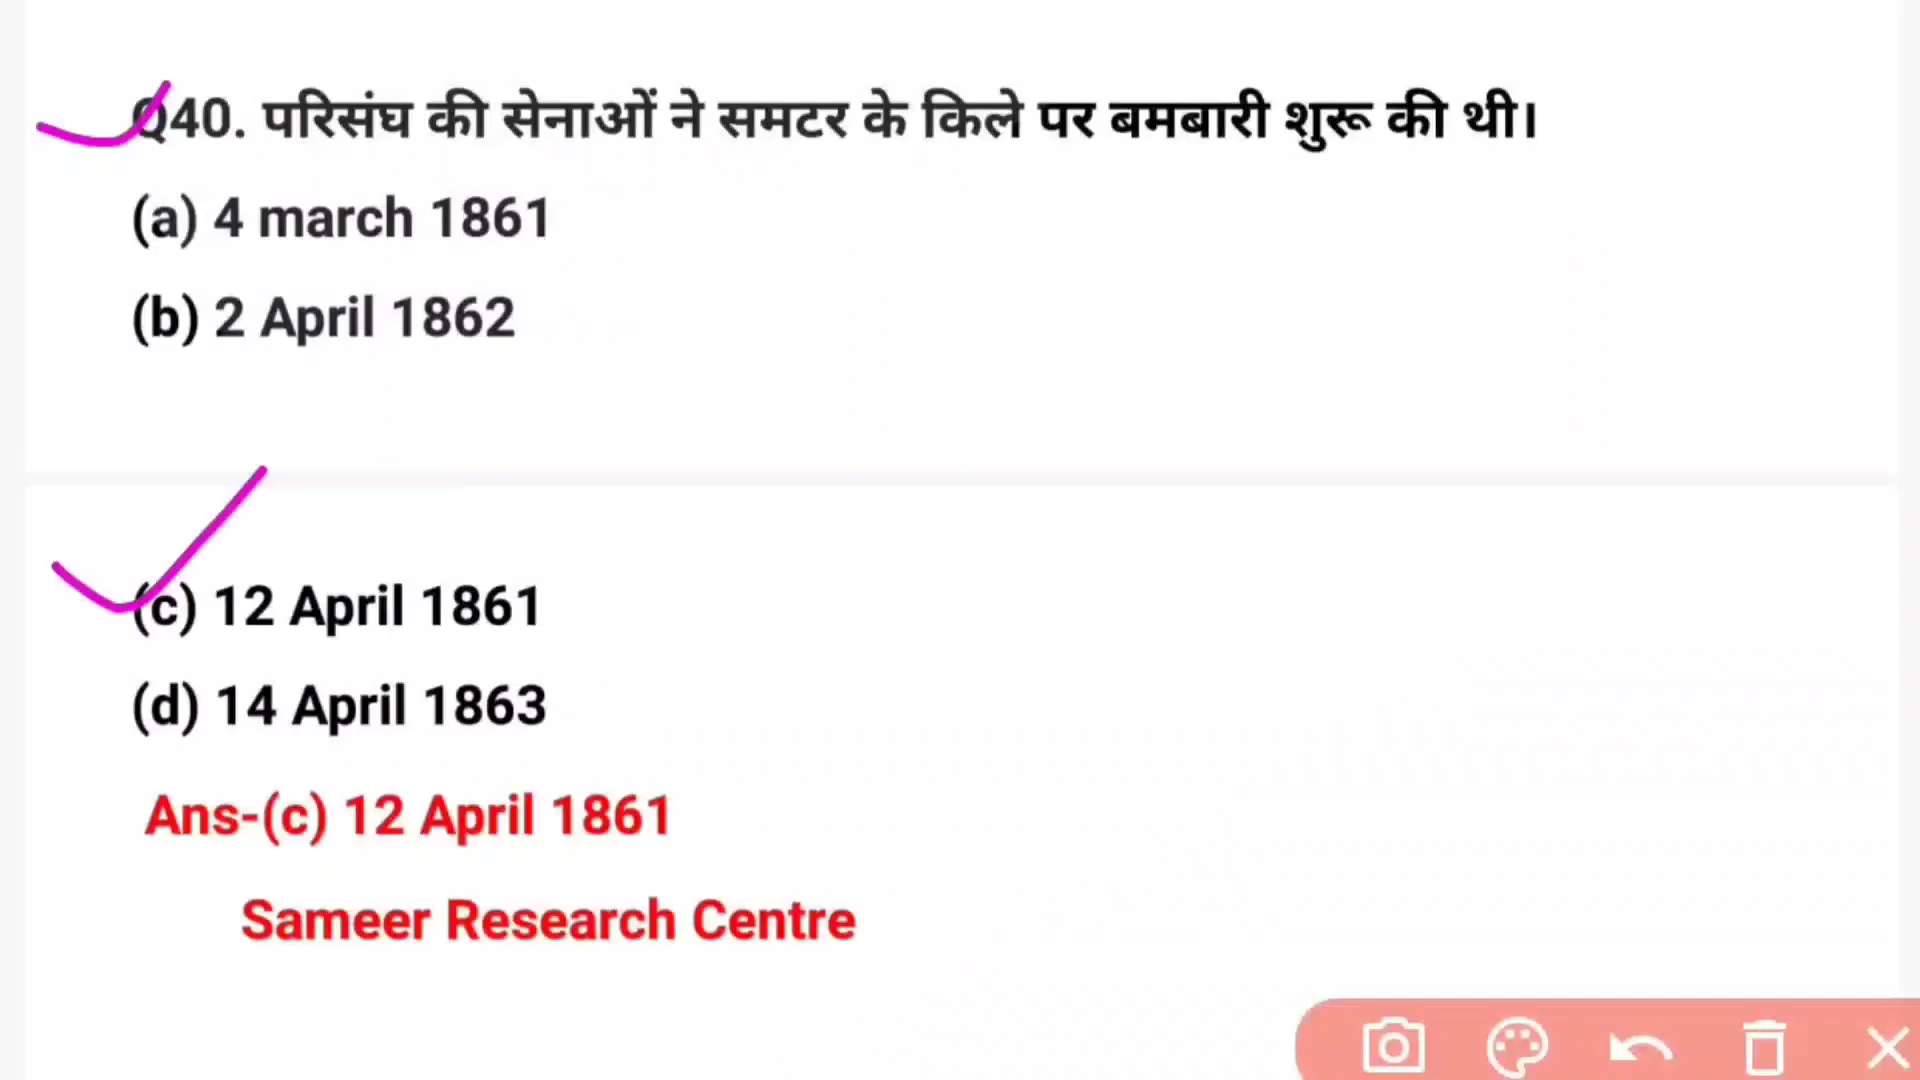 Q40. परिसंघ की सेनाओं ने समटर के किले पर बमबारी शुरू की थी।
(a) 4 march 1861
(b) 2 April 1862
(c) 12 April 1861
(d) 14 April 1863
Ans-(c) 12 April 1861
Sameer Research Centre